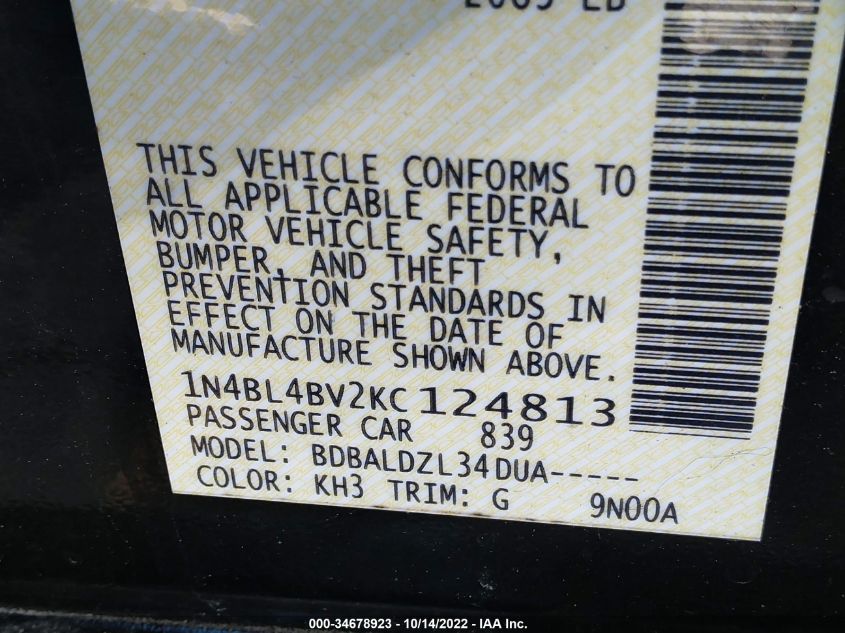 THIS VEHICLE CONFORMS TO
ALL APPLICABLE FEDERAL
MOTOR VEHICLE SAFETY,
BUMPER, AND THEFT
PREVENTION STANDARDS IN
EFFECT ON THE DATE OF
MANUFACTURE SHOWN ABOVE.
1N4BL4BV2KC124813
PASSENGER CAR 839
MODEL: BDBALDZL34DUA-----
COLOR: KH3 TRIM: G 9N00A
000-34678923 - 10/14/2022 - IAA Inc.